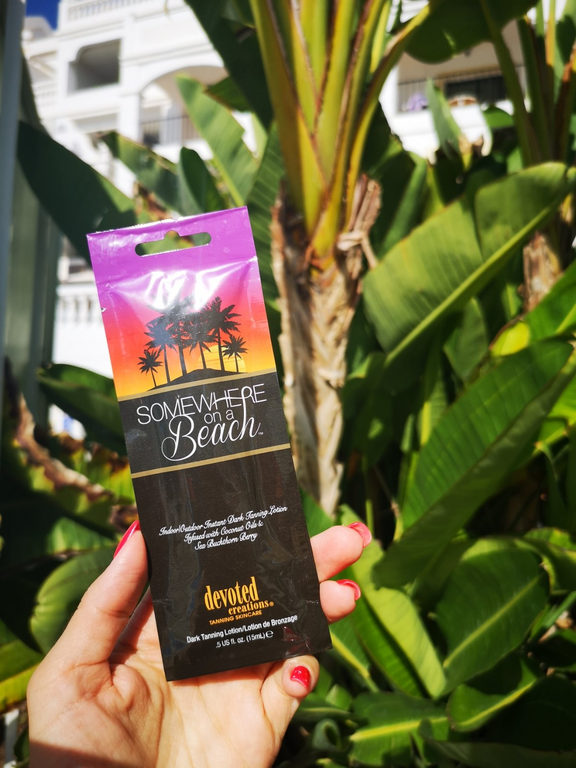 SOMEWHERE
on a
Beach™
Indoor/Outdoor Instant Dark Tanning Lotion
Infused with Coconut Oils &
Sea Buckthorn Berry
devoted
creations®
TANNING SKINCARE
Dark Tanning Lotion/Lotion de Bronzage
.5 US fl. oz. (15mL) ℮